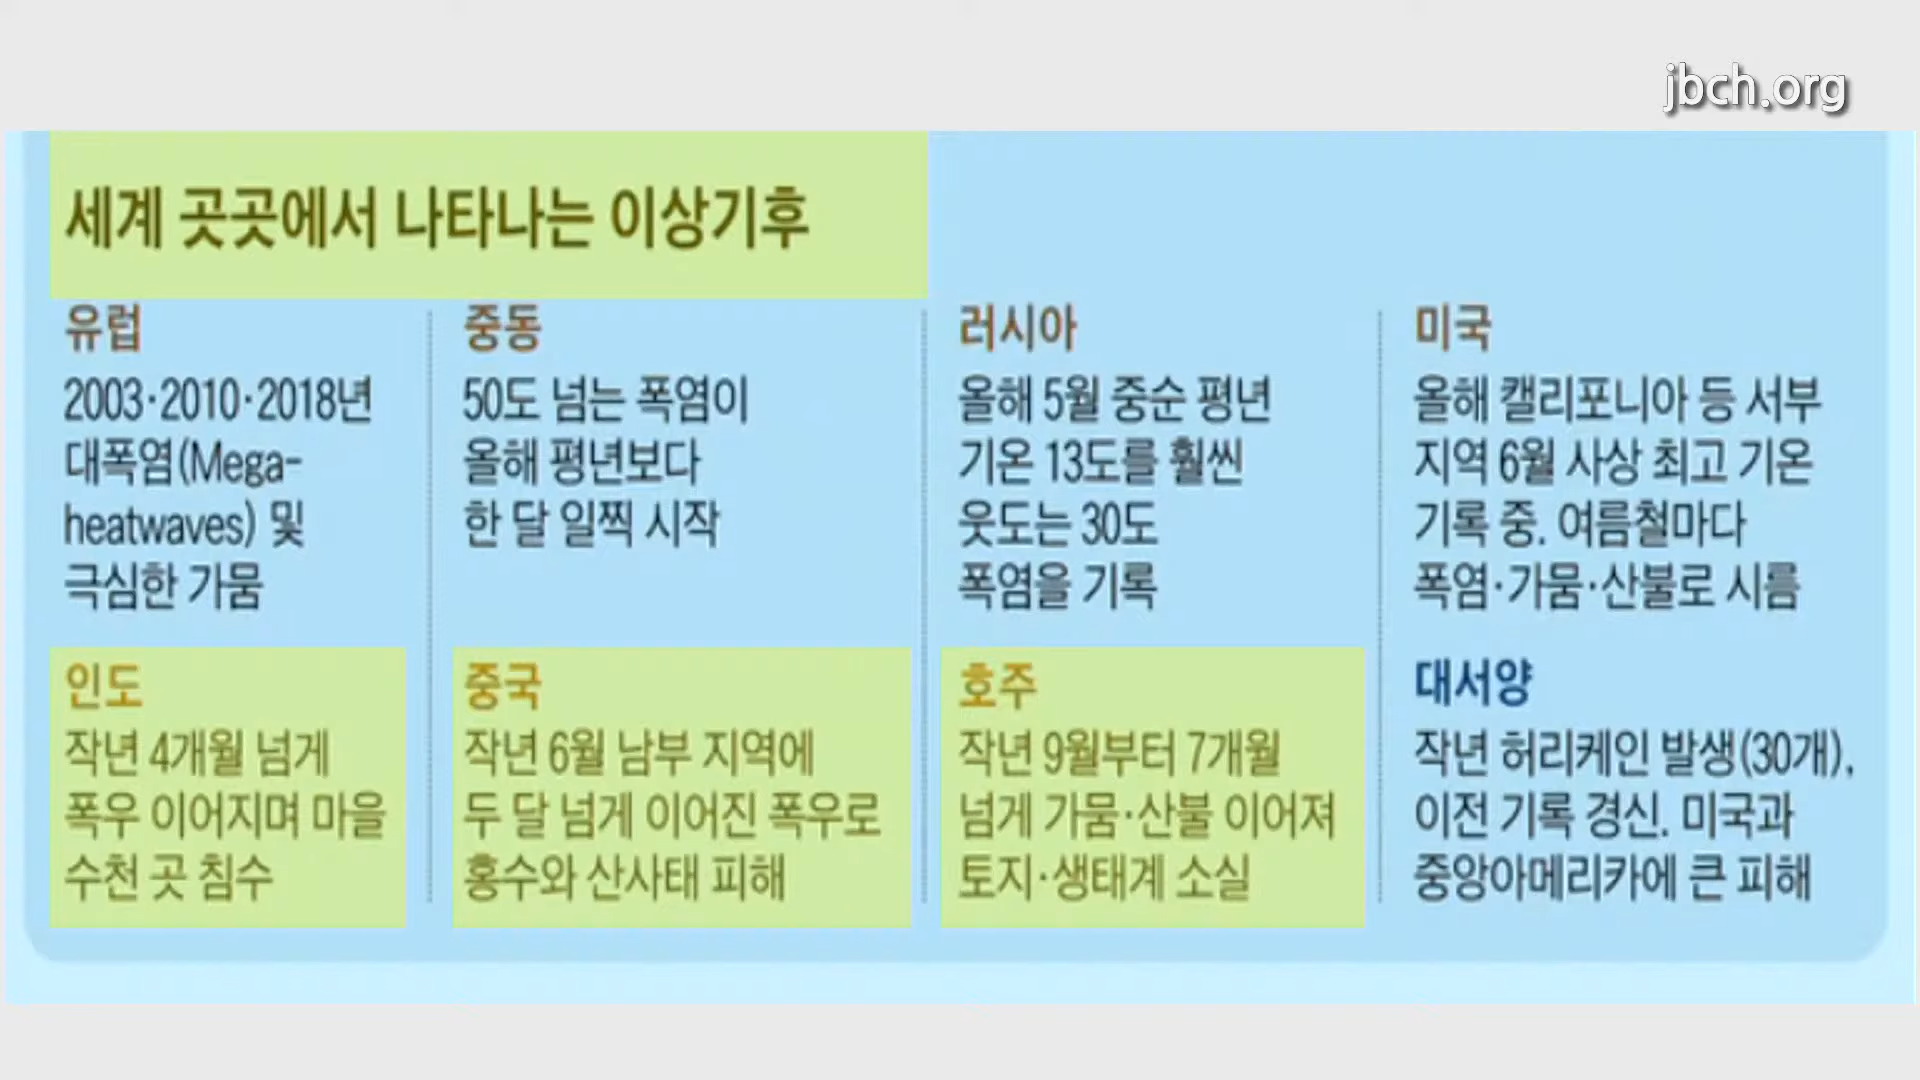 jbch.org
세계 곳곳에서 나타나는 이상기후
유럽
2003·2010·2018년
대폭염(Mega-
heatwaves) 및
극심한 가뭄
중동
50도 넘는 폭염이
올해 평년보다
한 달 일찍 시작
러시아
올해 5월 중순 평년
기온 13도를 훨씬
웃도는 30도
폭염을 기록
미국
올해 캘리포니아 등 서부
지역 6월 사상 최고 기온
기록 중. 여름철마다
폭염·가뭄·산불로 시름
인도
작년 4개월 넘게
폭우 이어지며 마을
수천 곳 침수
중국
작년 6월 남부 지역에
두 달 넘게 이어진 폭우로
홍수와 산사태 피해
호주
작년 9월부터 7개월
넘게 가뭄·산불 이어져
토지·생태계 소실
대서양
작년 허리케인 발생(30개),
이전 기록 경신. 미국과
중앙아메리카에 큰 피해